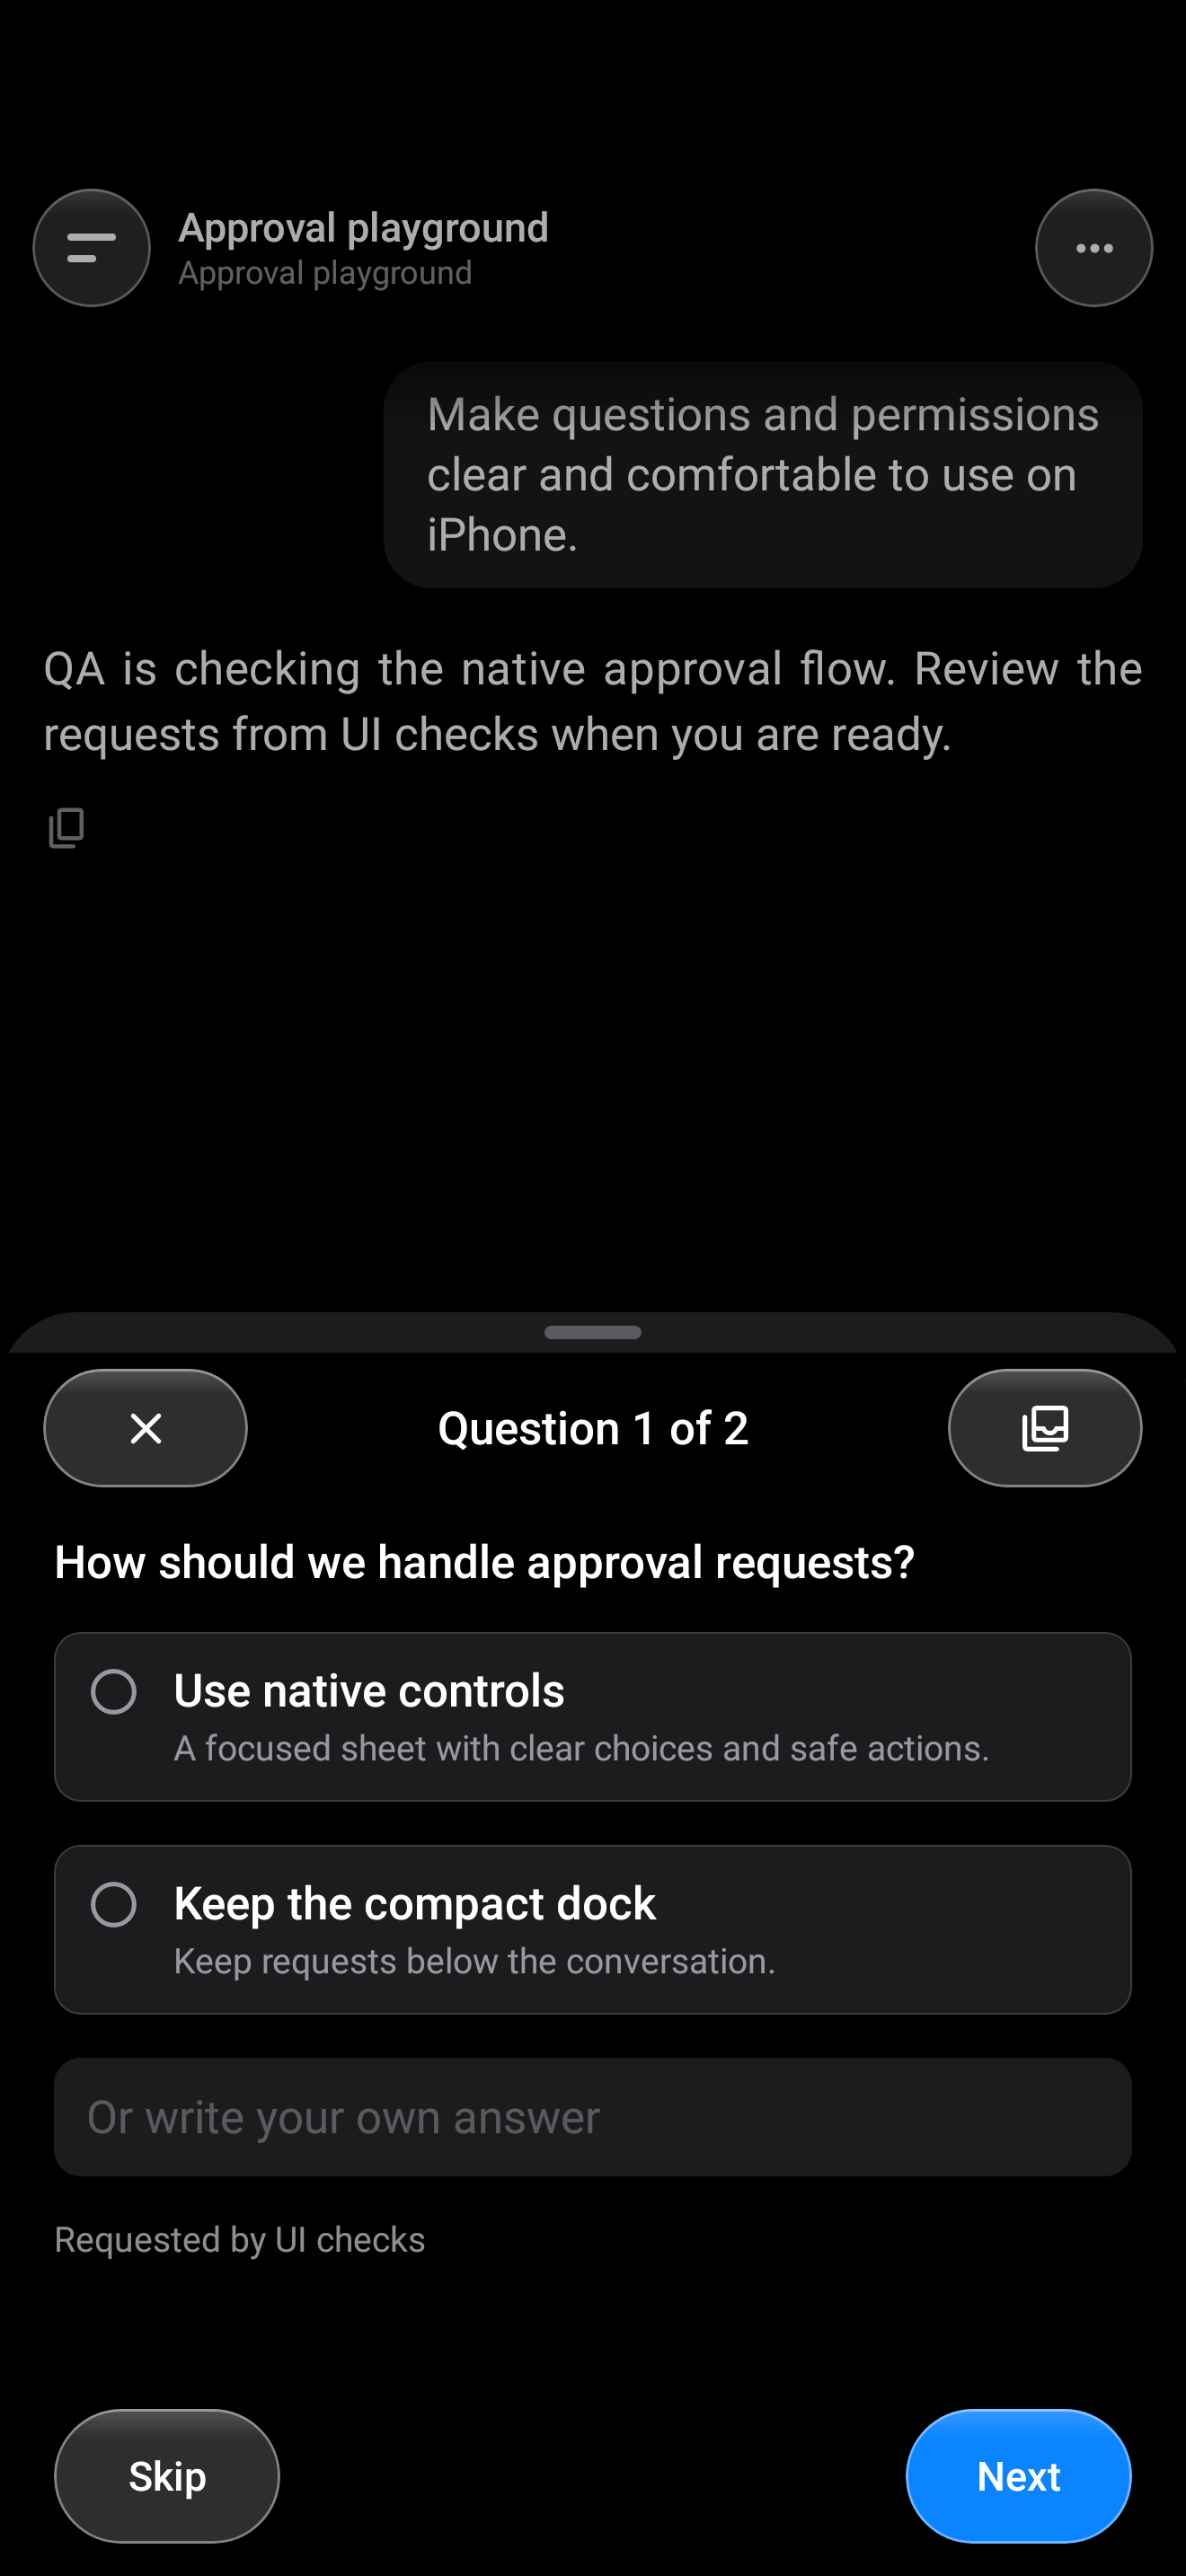 Approval playground
Approval playground
Make questions and permissions
clear and comfortable to use on
iPhone.
QA is checking the native approval flow. Review the
requests from UI checks when you are ready.
Question 1 of 2
How should we handle approval requests?
Use native controls
A focused sheet with clear choices and safe actions.
Keep the compact dock
Keep requests below the conversation.
Or write your own answer
Requested by UI checks
Skip
Next